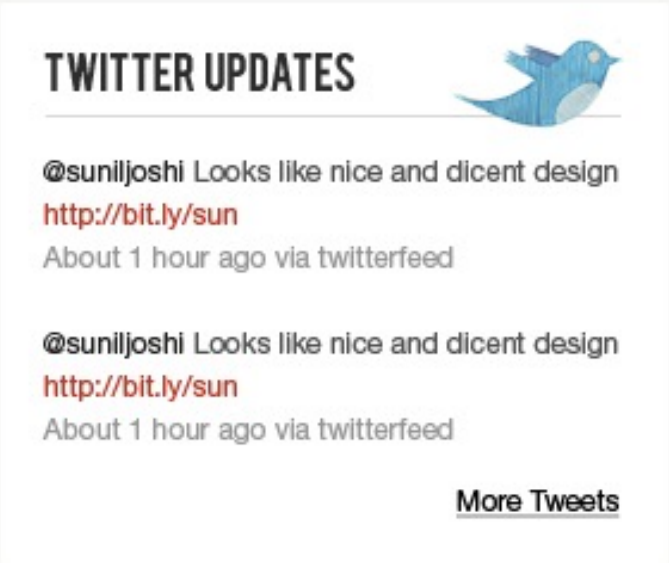 TWITTER UPDATES
@suniljoshi Looks like nice and dicent design
http://bit.ly/sun
About 1 hour ago via twitterfeed
@suniljoshi Looks like nice and dicent design
http://bit.ly/sun
About 1 hour ago via twitterfeed
More Tweets